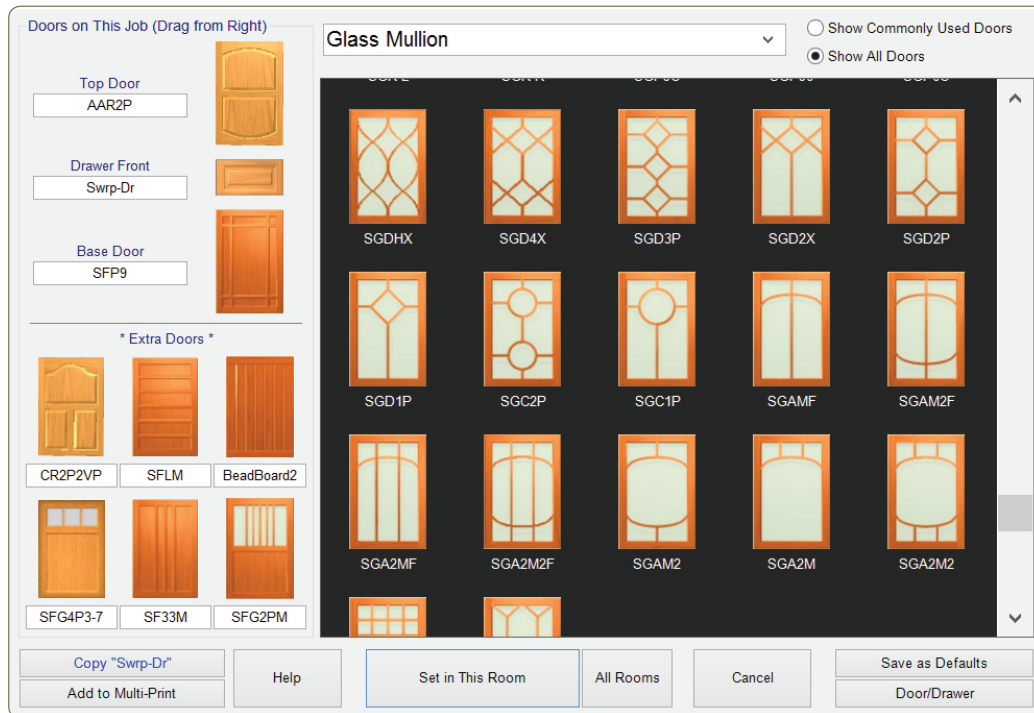 Doors on This Job (Drag from Right)
Top Door
AAR2P
Drawer Front
Swrp-Dr
Base Door
SFP9
* Extra Doors *
CR2P2VP SFLM BeadBoard2
SFG4P3-7 SF33M SFG2PM
Glass Mullion
Show Commonly Used Doors
Show All Doors
SGDHX SGD4X SGD3P SGD2X SGD2P
SGD1P SGC2P SGC1P SGAMF SGAM2F
SGA2MF SGA2M2F SGAM2 SGA2M SGA2M2
Copy "Swrp-Dr"
Add to Multi-Print
Help
Set in This Room
All Rooms
Cancel
Save as Defaults
Door/Drawer